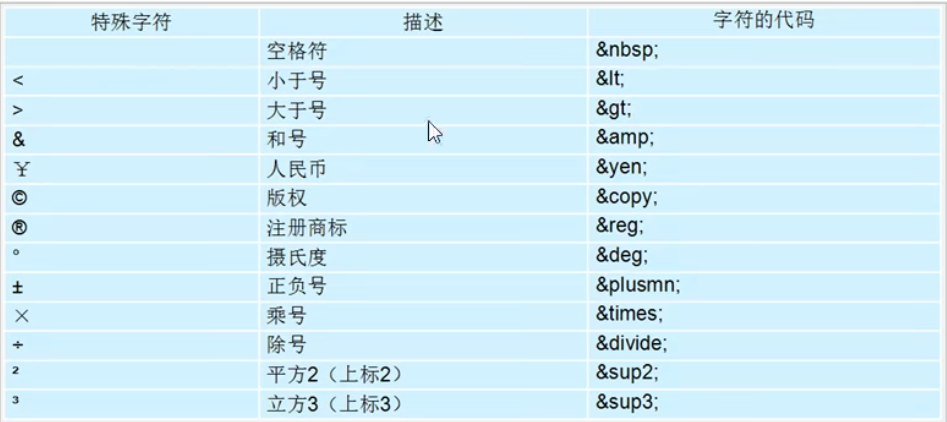 特殊字符 描述 字符的代码
空格符 &nbsp;
< 小于号 &lt;
> 大于号 &gt;
& 和号 &amp;
¥ 人民币 &yen;
© 版权 &copy;
® 注册商标 &reg;
° 摄氏度 &deg;
± 正负号 &plusmn;
× 乘号 &times;
÷ 除号 &divide;
² 平方2（上标2） &sup2;
³ 立方3（上标3） &sup3;